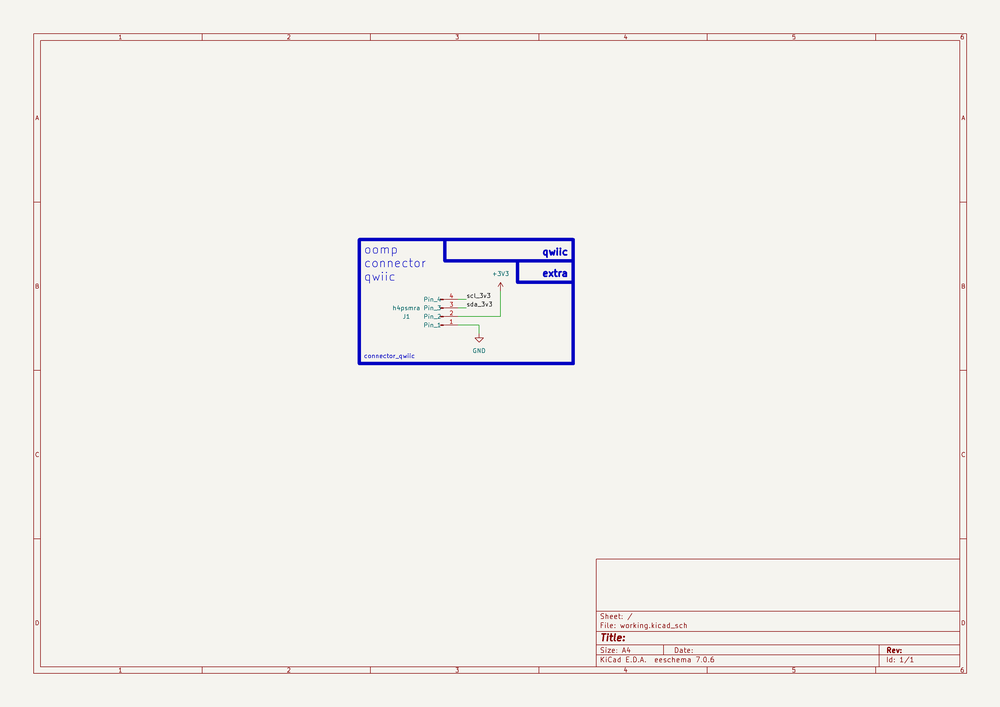 1 2 3 4 5 6
A A
oomp
connector
qwiic
qwiic
extra
+3V3
B B
Pin_4 4 scl_3v3
h4psmra Pin_3 3 sda_3v3
J1 Pin_2 2
Pin_1 1
GND
connector_qwiic
C C
Sheet: /
File: working.kicad_sch
D D
Title:
Size: A4 Date: Rev:
KiCad E.D.A. eeschema 7.0.6 Id: 1/1
1 2 3 4 5 6